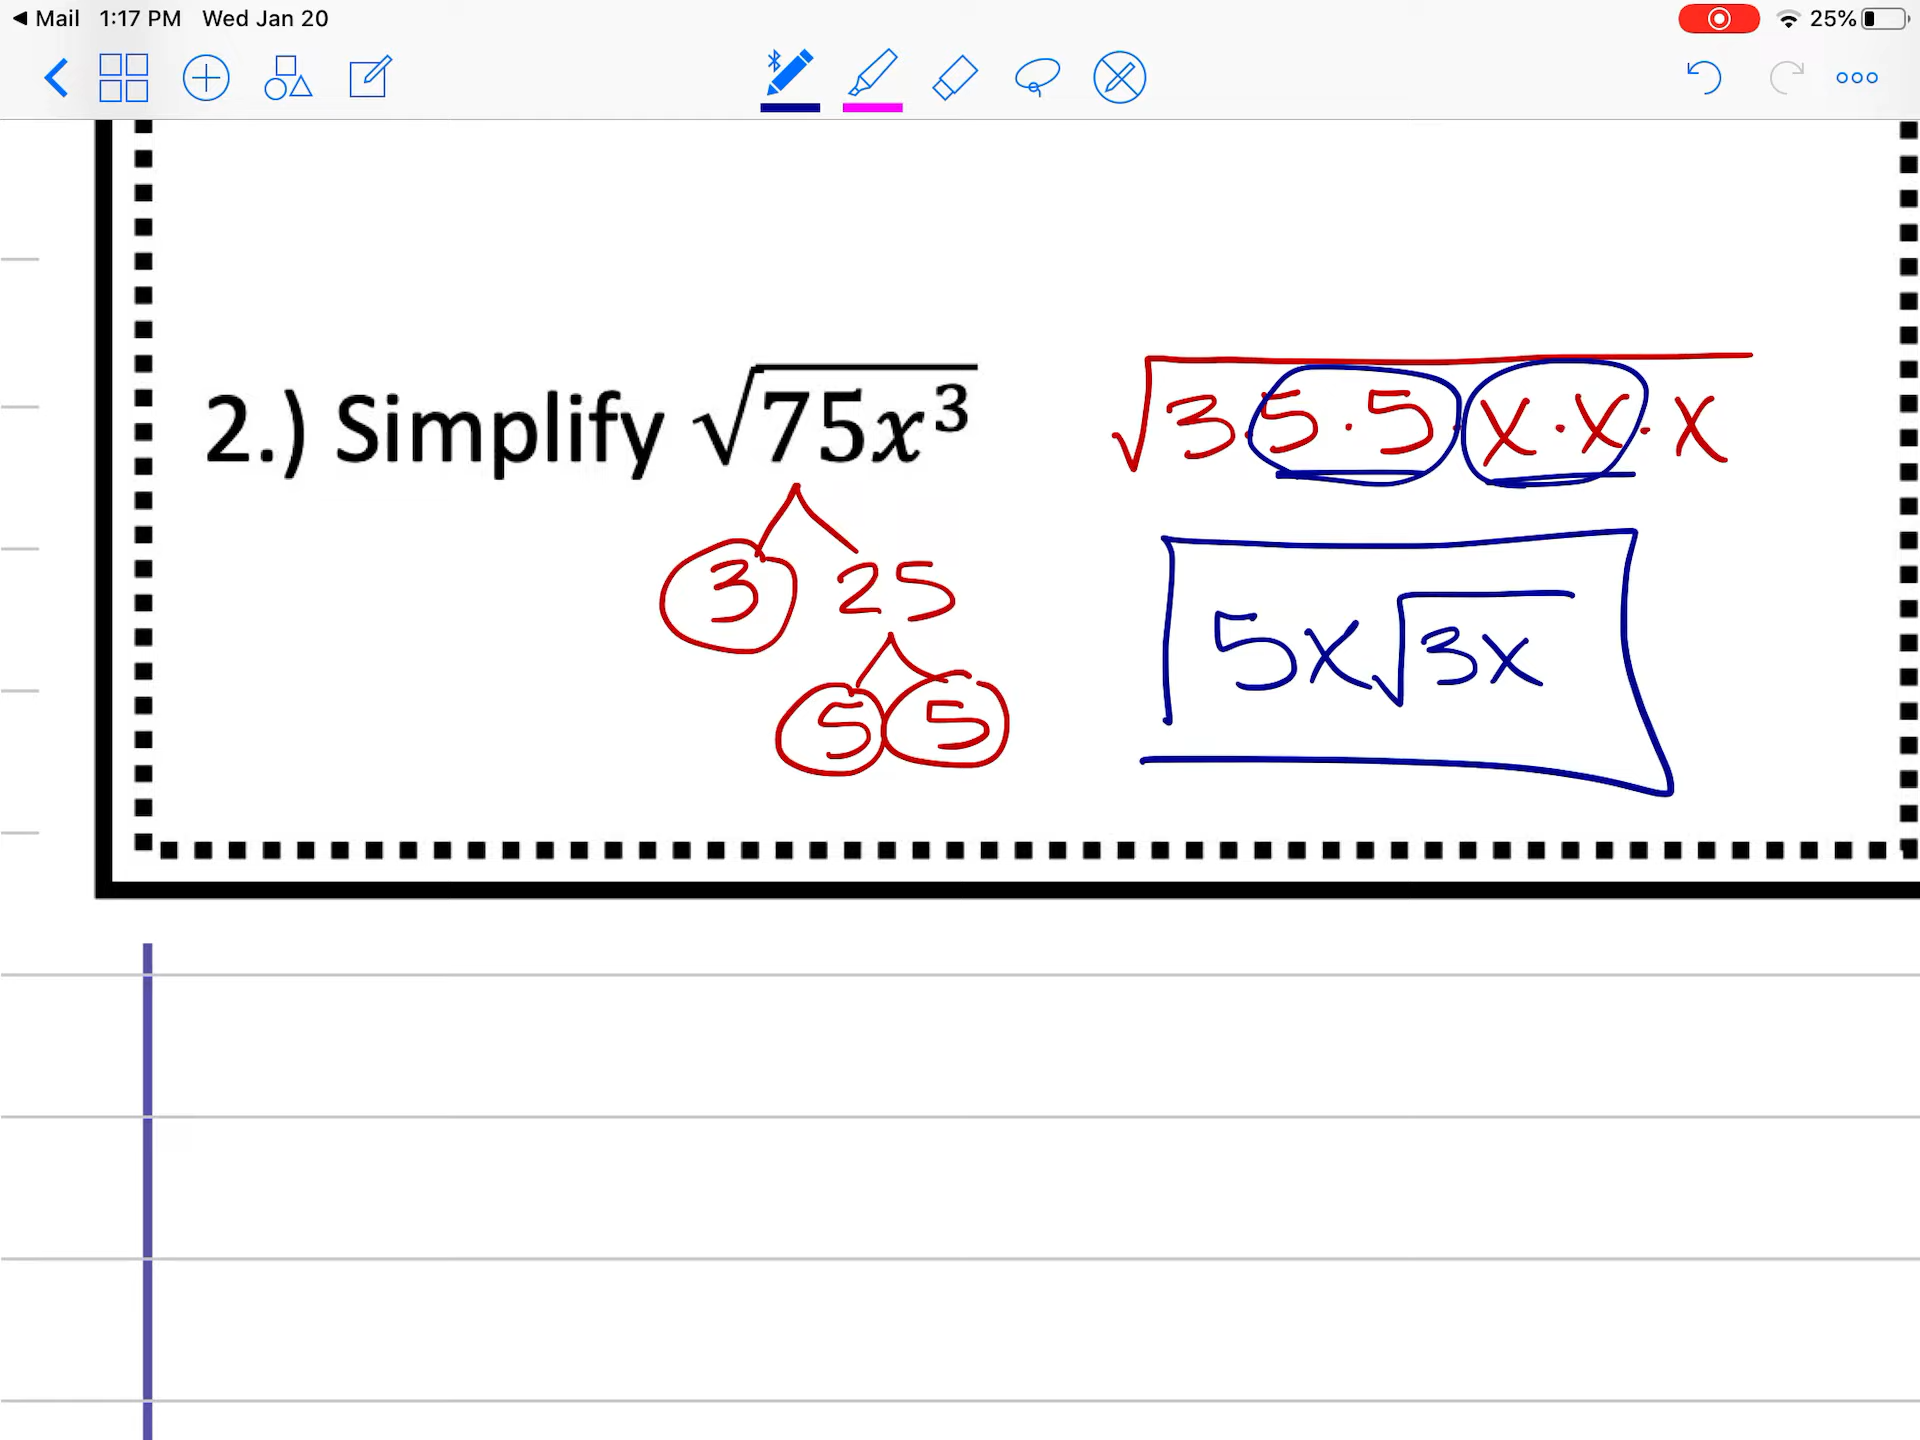 ◀ Mail 1:17 PM Wed Jan 20 25%
2.) Simplify √75x³
√3·5·5·x·x·x
3 25
5 5
5x√3x